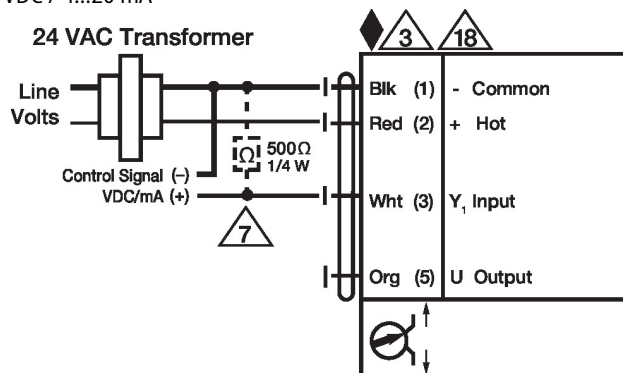 VDC / 4...20 mA
24 VAC Transformer
3 18
Line
Volts
Blk (1) - Common
Red (2) + Hot
Ω 500Ω
1/4 W
Control Signal (–)
VDC/mA (+)
Wht (3) Y₁ Input
7
Org (5) U Output